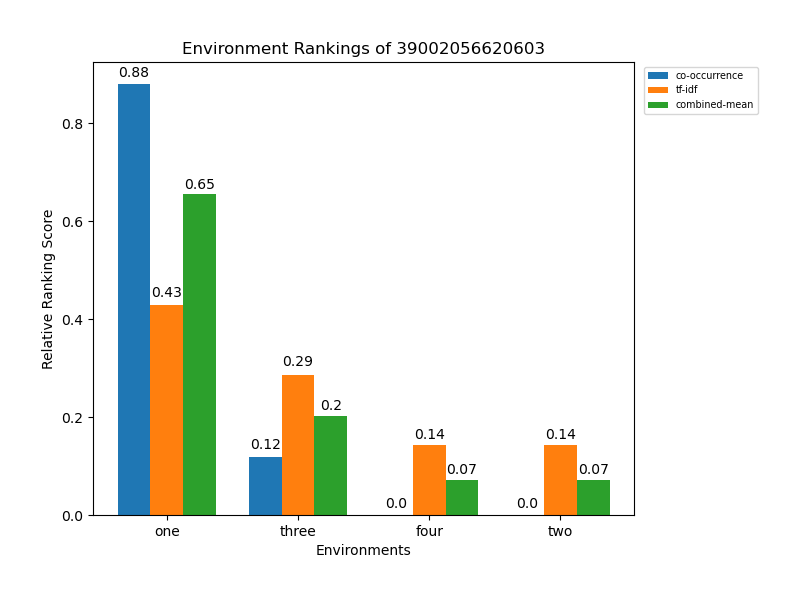 Environment Rankings of 39002056620603
co-occurrence
tf-idf
combined-mean
Relative Ranking Score
0.8
0.6
0.4
0.2
0.0
0.88
0.43
0.65
0.12
0.29
0.2
0.0
0.14
0.07
0.0
0.14
0.07
one three four two
Environments